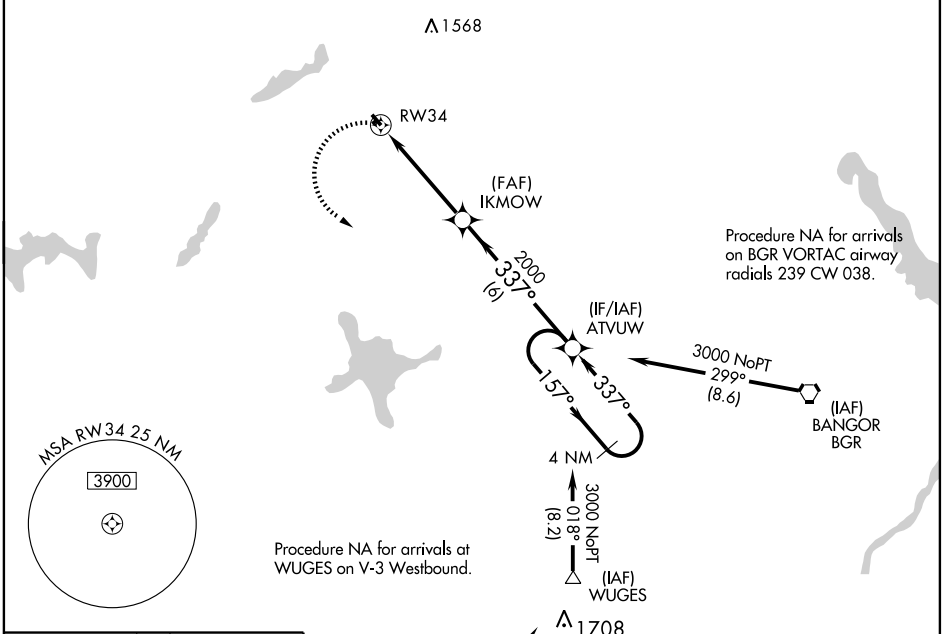 1568
RW34
(FAF)
IKMOW
Procedure NA for arrivals
on BGR VORTAC airway
radials 239 CW 038.
2000
337°
(6)
(IF/IAF)
ATVUW
3000 NoPT
299°
(8.6)
(IAF)
BANGOR
BGR
157°
337°
4 NM
MSA RW34 25 NM
3900
3000 NoPT
018°
(8.2)
Procedure NA for arrivals at
WUGES on V-3 Westbound.
(IAF)
WUGES
1708